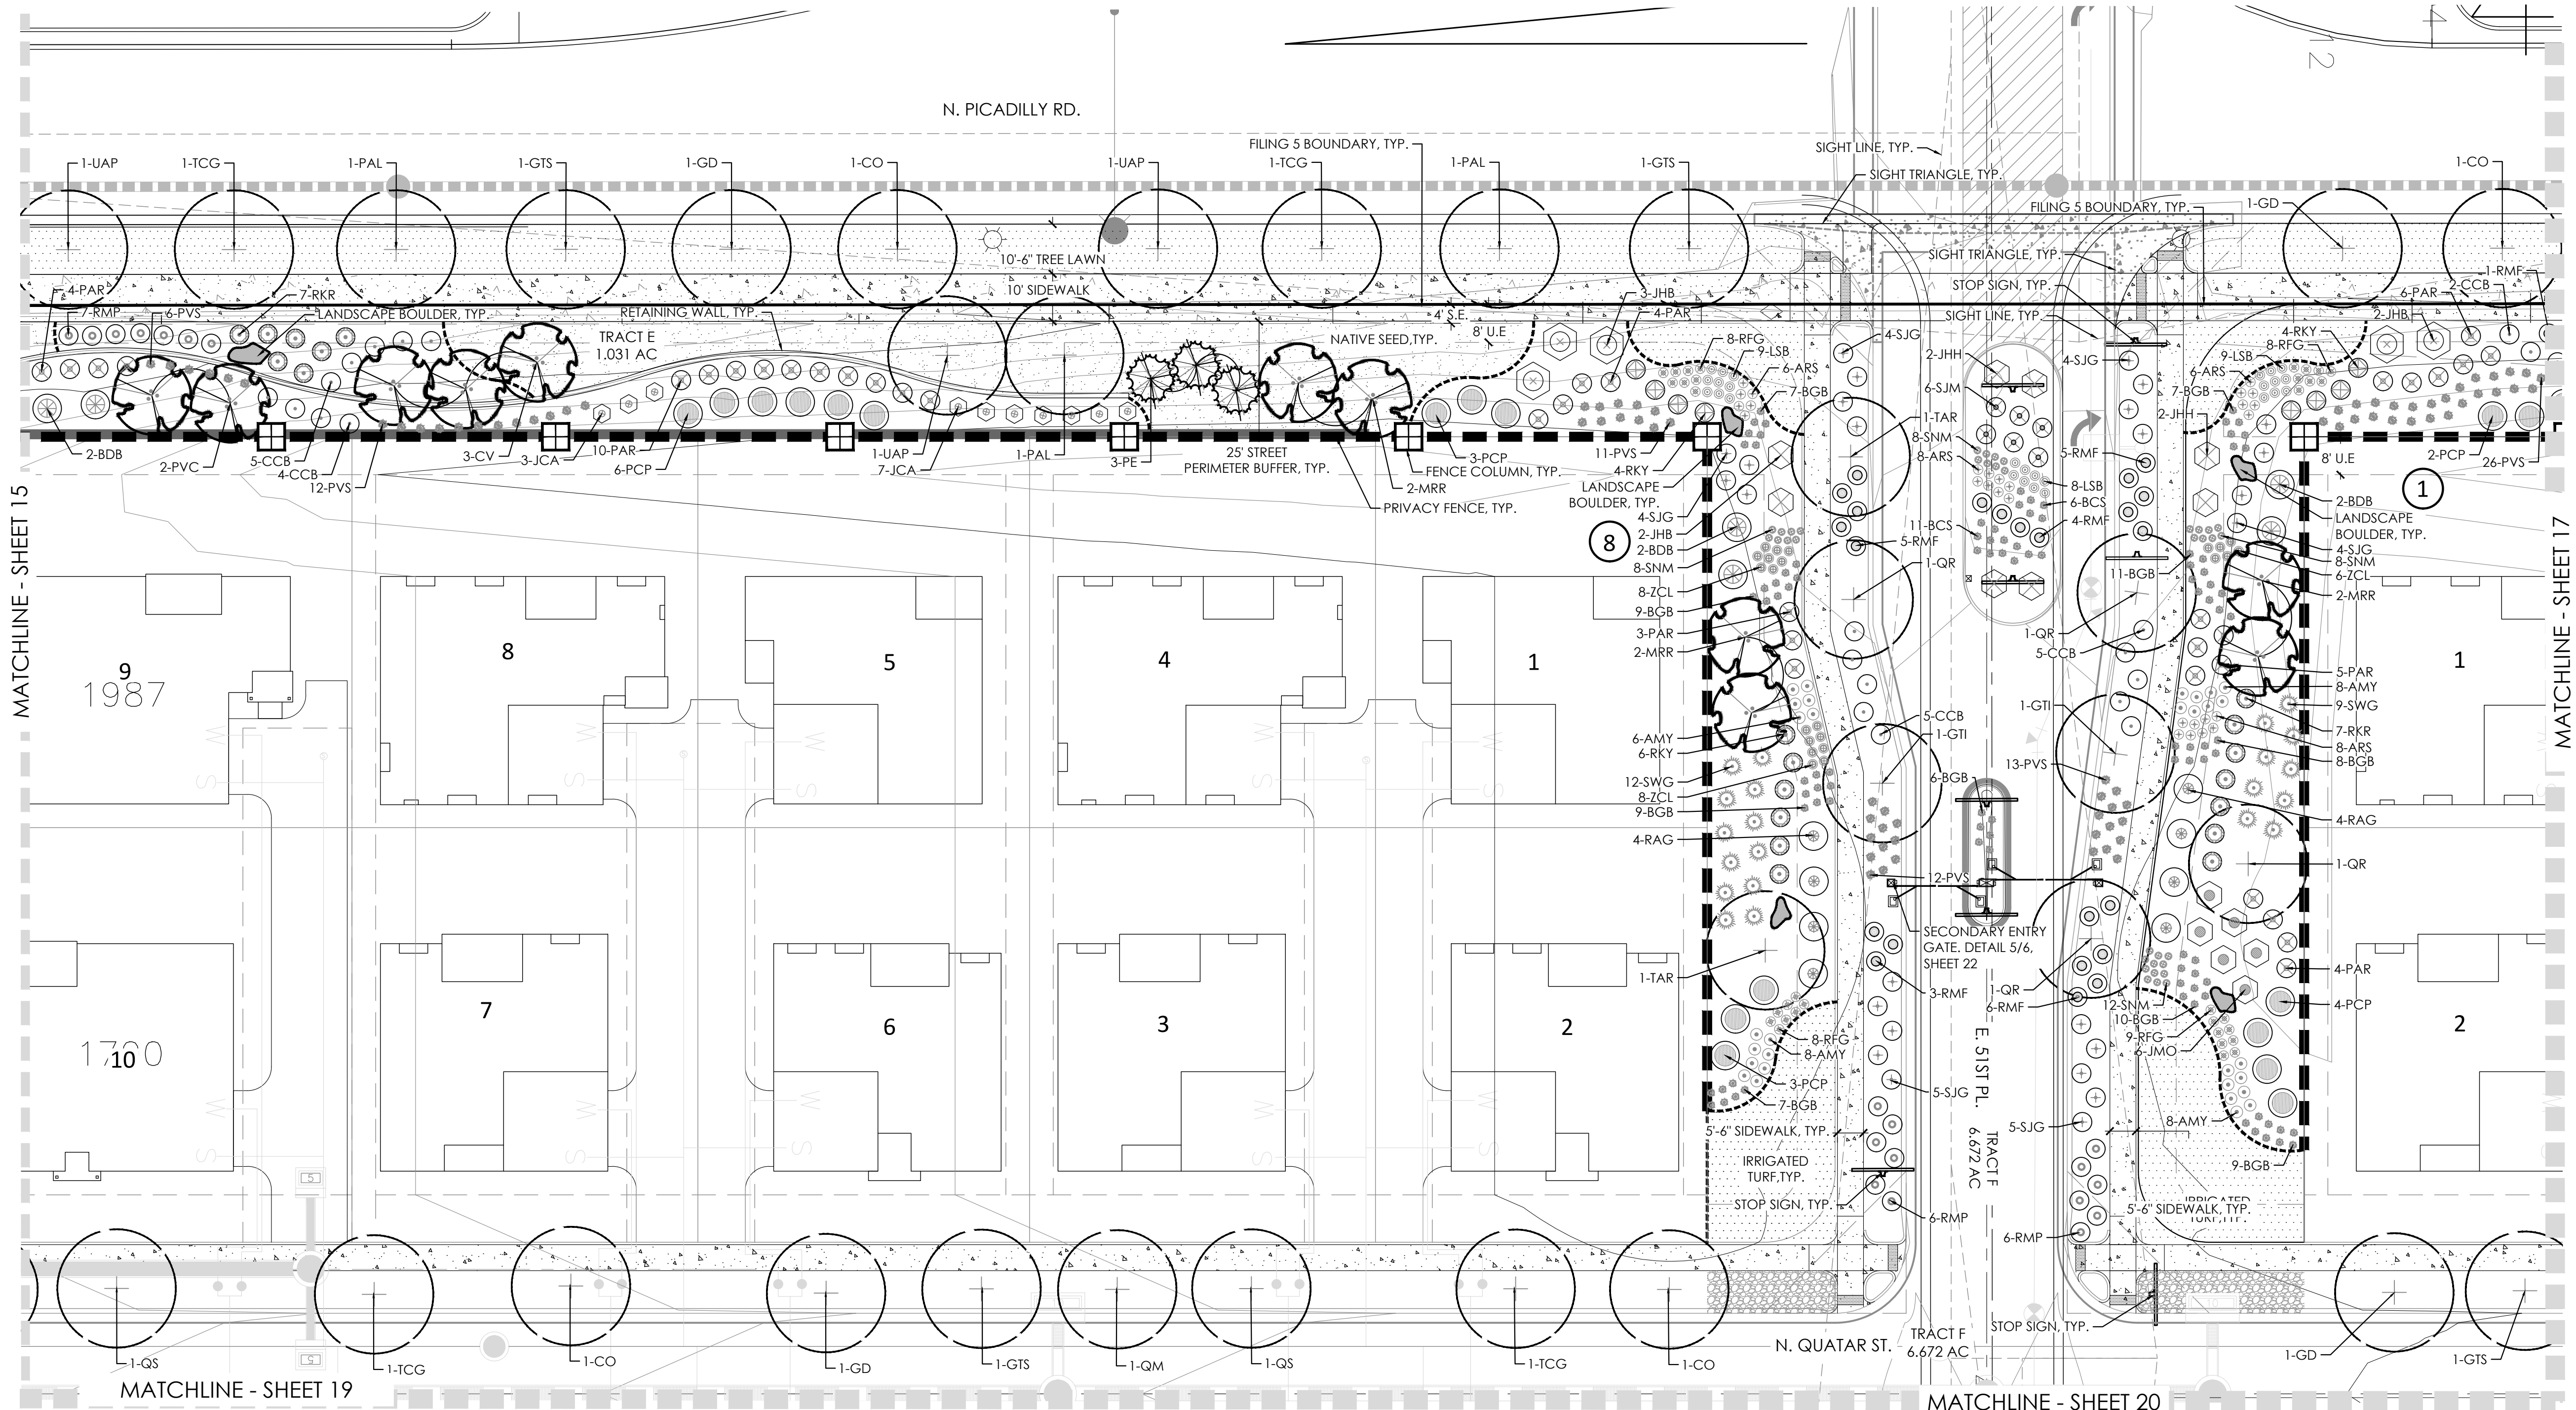 N. PICADILLY RD.
12
FILING 5 BOUNDARY, TYP.
SIGHT LINE, TYP.
1-UAP
1-TCG
1-PAL
1-GTS
1-GD
1-CO
1-UAP
1-TCG
1-PAL
1-GTS
1-CO
SIGHT TRIANGLE, TYP.
FILING 5 BOUNDARY, TYP.
1-GD
10'-6" TREE LAWN
SIGHT TRIANGLE, TYP.
1-RMF
4-PAR
7-RKR
10' SIDEWALK
3-JHB
STOP SIGN, TYP.
2-CCB
6-PAR
7-RMP
6-PVS
LANDSCAPE BOULDER, TYP.
RETAINING WALL, TYP.
4' S.E.
4-PAR
SIGHT LINE, TYP
2-JHB
TRACT E
1.031 AC
NATIVE SEED,TYP.
8' U.E
8-RFG
9-LSB
6-ARS
7-BGB
4-SJG
2-JHH
4-SJG
4-RKY
8-RFG
9-LSB
6-ARS
7-BGB
2-JHH
6-SJM
1-TAR
8-SNM
8-ARS
2-BDB
2-PVC
5-CCB
4-CCB
12-PVS
3-CV
3-JCA
10-PAR
6-PCP
1-UAP
7-JCA
1-PAL
3-PE
25' STREET
PERIMETER BUFFER, TYP.
3-PCP
FENCE COLUMN, TYP.
2-MRR
PRIVACY FENCE, TYP.
11-PVS
4-RKY
LANDSCAPE
BOULDER, TYP.
4-SJG
2-JHB
2-BDB
8-SNM
8-ZCL
9-BGB
3-PAR
2-MRR
8
5-RMF
8-LSB
6-BCS
4-RMF
11-BCS
5-RMF
1-QR
11-BGB
8' U.E
2-PCP
26-PVS
1
2-BDB
LANDSCAPE
BOULDER, TYP.
4-SJG
8-SNM
6-ZCL
2-MRR
1-QR
5-CCB
1-GTI
13-PVS
5-PAR
8-AMY
9-SWG
7-RKR
8-ARS
8-BGB
4-RAG
1-QR
MATCHLINE - SHEET 15
MATCHLINE - SHEET 17
9
1987
8
5
4
1
1
6-AMY
6-RKY
12-SWG
8-ZCL
9-BGB
4-RAG
5-CCB
1-GTI
6-BGB
12-PVS
SECONDARY ENTRY
GATE. DETAIL 5/6,
SHEET 22
1-TAR
3-RMF
1-QR
6-RMF
12-SNM
10-BGB
9-RFG
6-JMO
4-PAR
4-PCP
10
7
6
3
2
2
8-RFG
8-AMY
3-PCP
7-BGB
5-SJG
E. 51ST PL.
TRACT F
6.672 AC
5-SJG
8-AMY
9-BGB
5'-6" SIDEWALK, TYP.
IRRIGATED
TURF,TYP.
STOP SIGN, TYP.
6-RMP
6-RMP
IRRIGATED
5'-6" SIDEWALK, TYP.
5
5
1-QS
1-TCG
1-CO
1-GD
1-GTS
1-QM
1-QS
1-TCG
1-CO
N. QUATAR ST.
TRACT F
6.672 AC
STOP SIGN, TYP.
1-GD
1-GTS
MATCHLINE - SHEET 19
MATCHLINE - SHEET 20